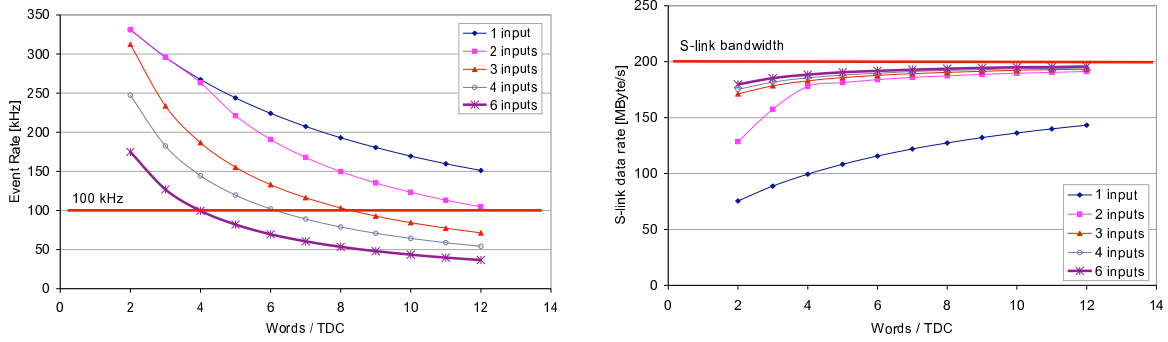 350
300
250
200
150
100
50
0
Event Rate [kHz]
1 input
2 inputs
3 inputs
4 inputs
6 inputs
100 kHz
0 2 4 6 8 10 12 14
Words / TDC
250
200
150
100
50
0
S-link data rate [MByte/s]
S-link bandwidth
1 input
2 inputs
3 inputs
4 inputs
6 inputs
0 2 4 6 8 10 12 14
Words / TDC